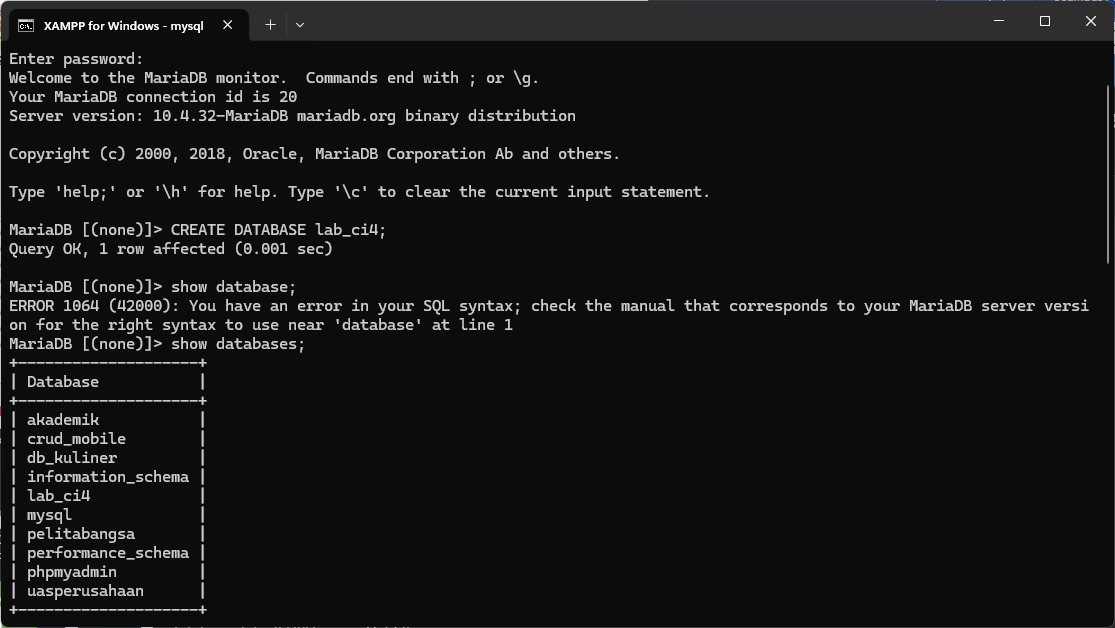 XAMPP for Windows - mysql
Enter password:
Welcome to the MariaDB monitor.  Commands end with ; or \g.
Your MariaDB connection id is 20
Server version: 10.4.32-MariaDB mariadb.org binary distribution
Copyright (c) 2000, 2018, Oracle, MariaDB Corporation Ab and others.
Type 'help;' or '\h' for help. Type '\c' to clear the current input statement.
MariaDB [(none)]> CREATE DATABASE lab_ci4;
Query OK, 1 row affected (0.001 sec)
MariaDB [(none)]> show database;
ERROR 1064 (42000): You have an error in your SQL syntax; check the manual that corresponds to your MariaDB server versi
on for the right syntax to use near 'database' at line 1
MariaDB [(none)]> show databases;
+--------------------+
| Database           |
+--------------------+
| akademik           |
| crud_mobile        |
| db_kuliner         |
| information_schema |
| lab_ci4            |
| mysql              |
| pelitabangsa       |
| performance_schema |
| phpmyadmin         |
| uasperusahaan      |
+--------------------+